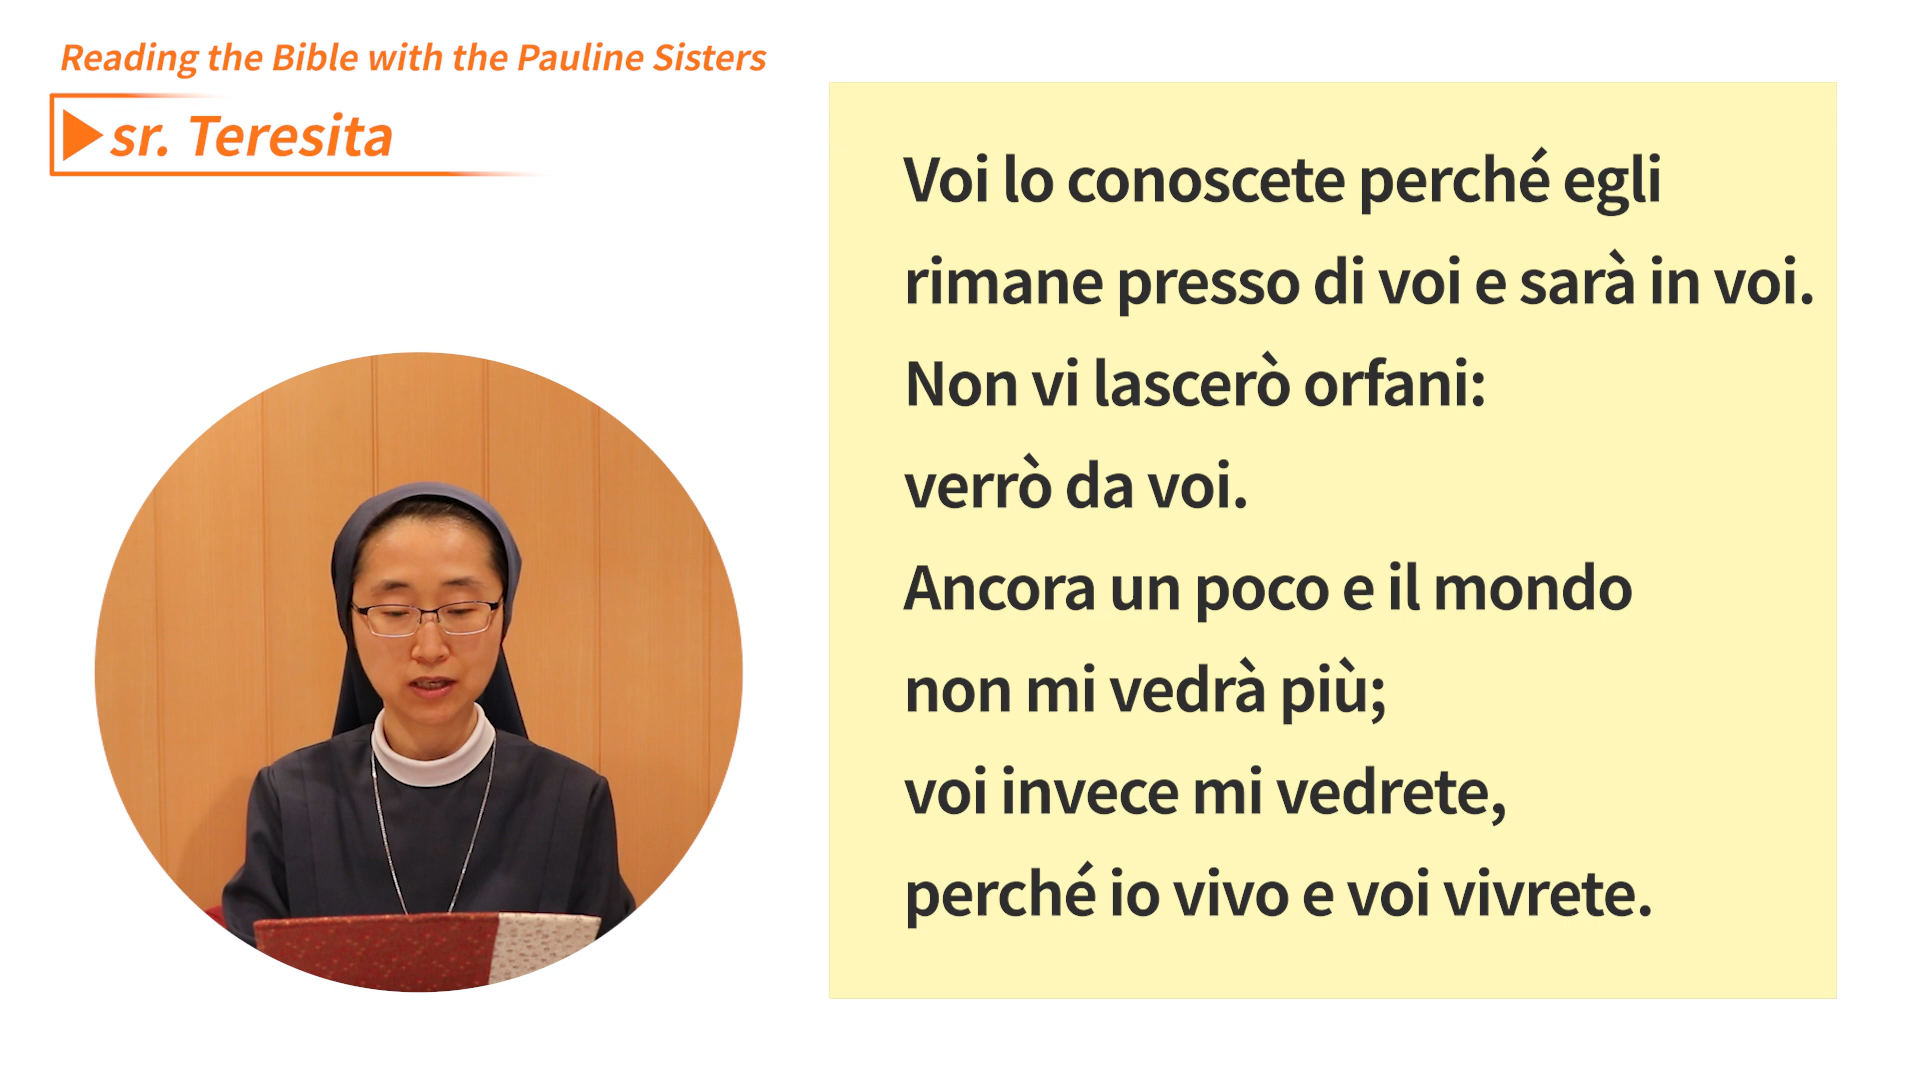 Reading the Bible with the Pauline Sisters
sr. Teresita
Voi lo conoscete perché egli
rimane presso di voi e sarà in voi.
Non vi lascerò orfani:
verrò da voi.
Ancora un poco e il mondo
non mi vedrà più;
voi invece mi vedrete,
perché io vivo e voi vivrete.